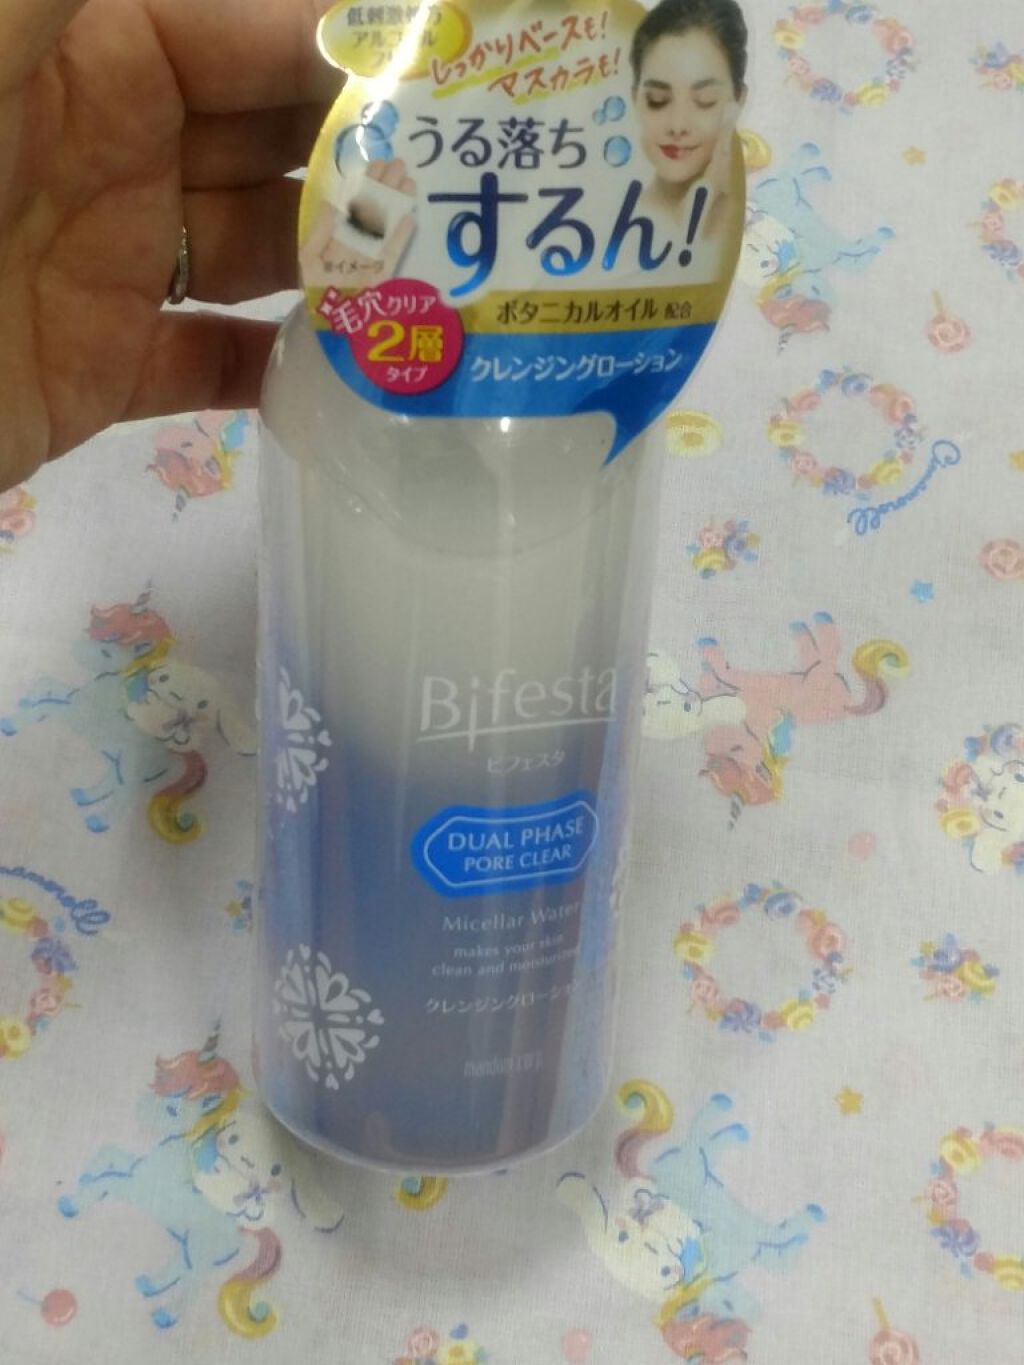 低刺激処方
アルコール
フリー
しっかりベースも!
マスカラも!
うる落ち
するん!
※イメージ
毛穴クリア
2層
タイプ
ボタニカルオイル 配合
クレンジングローション
Bifesta
ビフェスタ
DUAL PHASE
PORE CLEAR
Micellar Water
makes your skin
clean and moisturized
クレンジングローション
mandom corp.
Cinnamoroll